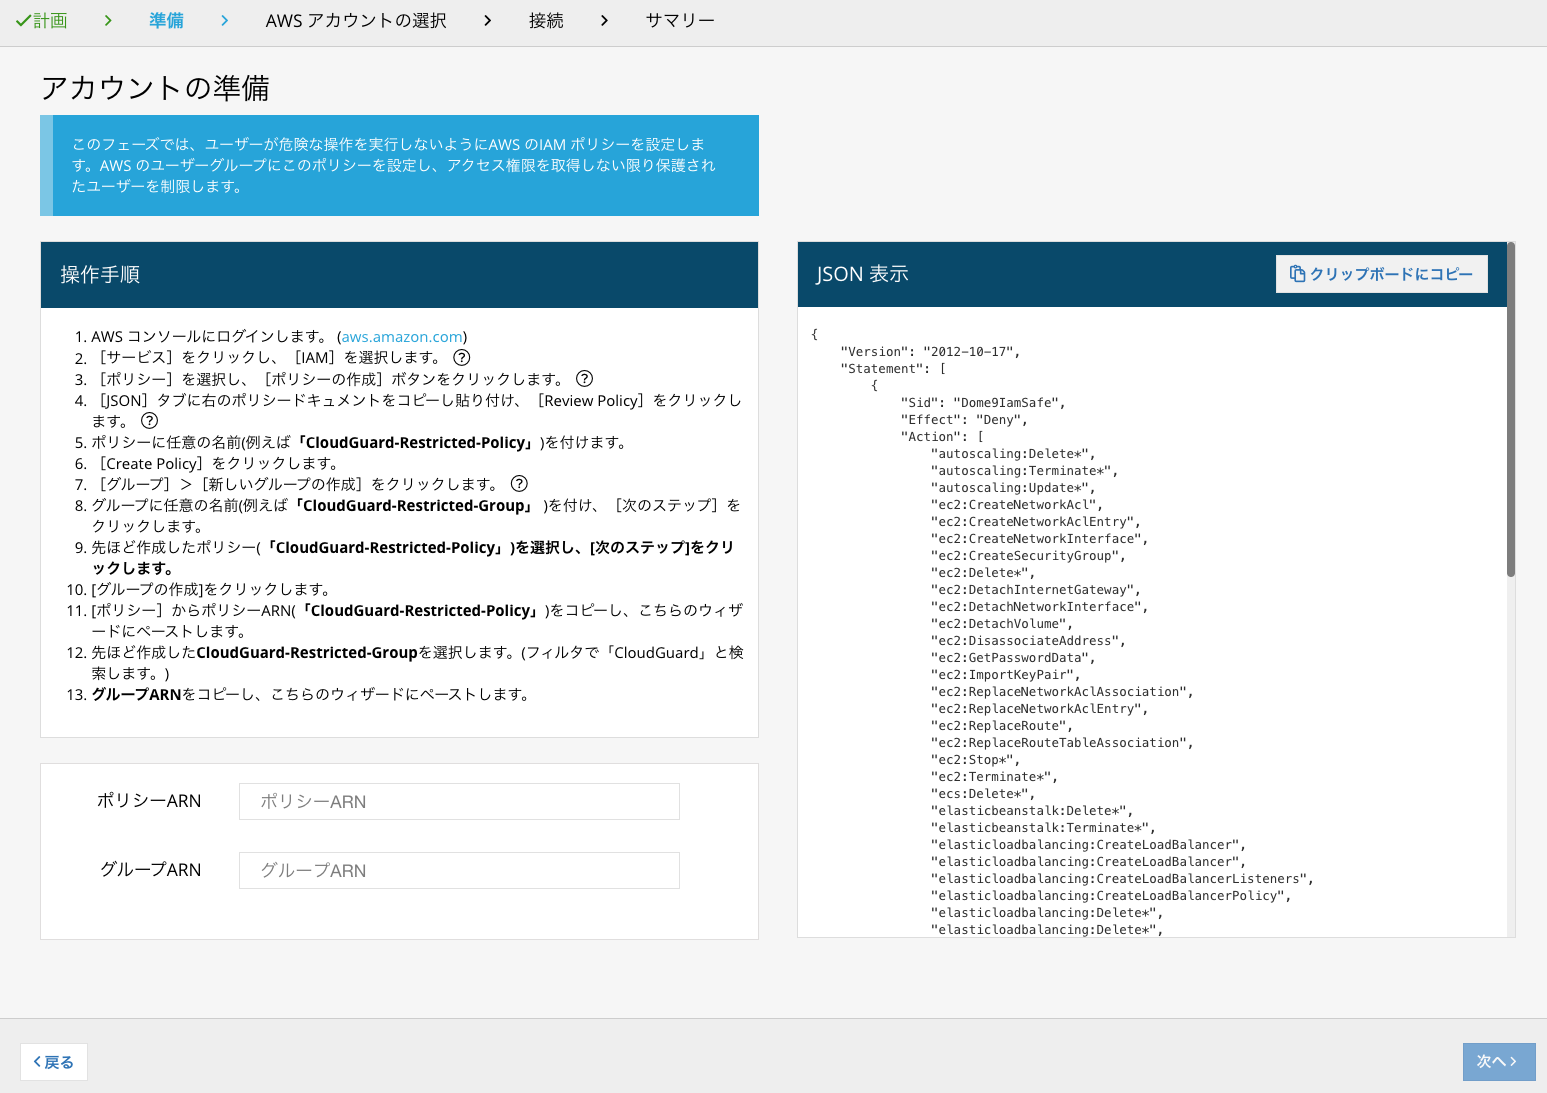 計画
準備
AWS アカウントの選択
接続
サマリー
アカウントの準備
このフェーズでは、ユーザーが危険な操作を実行しないようにAWS のIAM ポリシーを設定しま
す。AWS のユーザーグループにこのポリシーを設定し、アクセス権限を取得しない限り保護され
たユーザーを制限します。
操作手順
1. AWS コンソールにログインします。 (aws.amazon.com)
2. ［サービス］をクリックし、［IAM］を選択します。 ?
3. ［ポリシー］を選択し、［ポリシーの作成］ボタンをクリックします。 ?
4. ［JSON］タブに右のポリシードキュメントをコピーし貼り付け、［Review Policy］をクリックし
ます。 ?
5. ポリシーに任意の名前(例えば「CloudGuard-Restricted-Policy」)を付けます。
6. ［Create Policy］をクリックします。
7. ［グループ］＞［新しいグループの作成］をクリックします。 ?
8. グループに任意の名前(例えば「CloudGuard-Restricted-Group」 )を付け、［次のステップ］を
クリックします。
9. 先ほど作成したポリシー(「CloudGuard-Restricted-Policy」)を選択し、[次のステップ]をクリ
ックします。
10. [グループの作成]をクリックします。
11. [ポリシー］からポリシーARN(「CloudGuard-Restricted-Policy」)をコピーし、こちらのウィザ
ードにペーストします。
12. 先ほど作成したCloudGuard-Restricted-Groupを選択します。(フィルタで「CloudGuard」と検
索します。)
13. グループARNをコピーし、こちらのウィザードにペーストします。
ポリシーARN
ポリシーARN
グループARN
グループARN
JSON 表示
クリップボードにコピー
{
"Version": "2012-10-17",
"Statement": [
{
"Sid": "Dome9IamSafe",
"Effect": "Deny",
"Action": [
"autoscaling:Delete*",
"autoscaling:Terminate*",
"autoscaling:Update*",
"ec2:CreateNetworkAcl",
"ec2:CreateNetworkAclEntry",
"ec2:CreateNetworkInterface",
"ec2:CreateSecurityGroup",
"ec2:Delete*",
"ec2:DetachInternetGateway",
"ec2:DetachNetworkInterface",
"ec2:DetachVolume",
"ec2:DisassociateAddress",
"ec2:GetPasswordData",
"ec2:ImportKeyPair",
"ec2:ReplaceNetworkAclAssociation",
"ec2:ReplaceNetworkAclEntry",
"ec2:ReplaceRoute",
"ec2:ReplaceRouteTableAssociation",
"ec2:Stop*",
"ec2:Terminate*",
"ecs:Delete*",
"elasticbeanstalk:Delete*",
"elasticbeanstalk:Terminate*",
"elasticloadbalancing:CreateLoadBalancer",
"elasticloadbalancing:CreateLoadBalancer",
"elasticloadbalancing:CreateLoadBalancerListeners",
"elasticloadbalancing:CreateLoadBalancerPolicy",
"elasticloadbalancing:Delete*",
"elasticloadbalancing:Delete*",
戻る
次へ